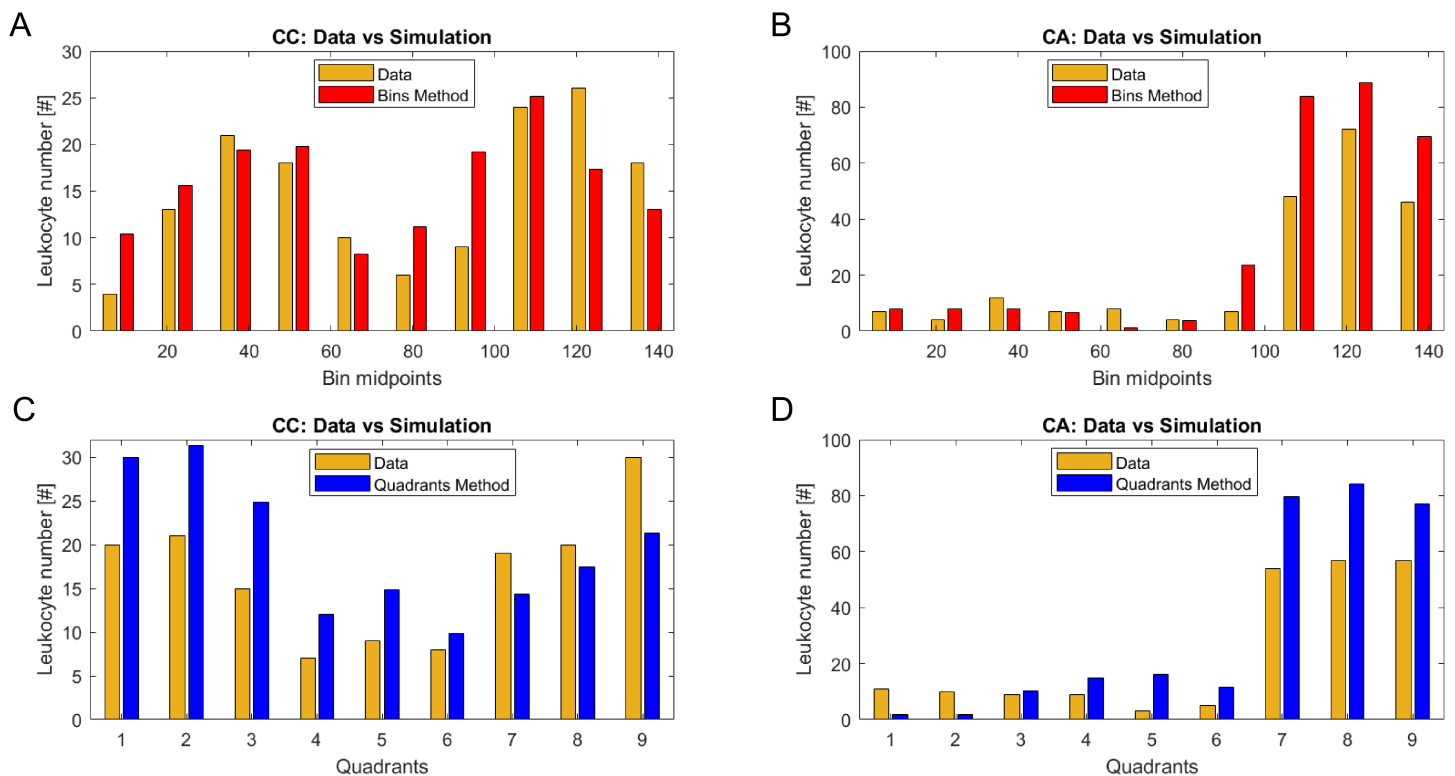 A
CC: Data vs Simulation
Leukocyte number [#]
30
25
20
15
10
5
0
Data
Bins Method
20 40 60 80 100 120 140
Bin midpoints
B
CA: Data vs Simulation
Leukocyte number [#]
100
80
60
40
20
0
Data
Bins Method
20 40 60 80 100 120 140
Bin midpoints
C
CC: Data vs Simulation
Leukocyte number [#]
30
25
20
15
10
5
0
Data
Quadrants Method
1 2 3 4 5 6 7 8 9
Quadrants
D
CA: Data vs Simulation
Leukocyte number [#]
100
80
60
40
20
0
Data
Quadrants Method
1 2 3 4 5 6 7 8 9
Quadrants